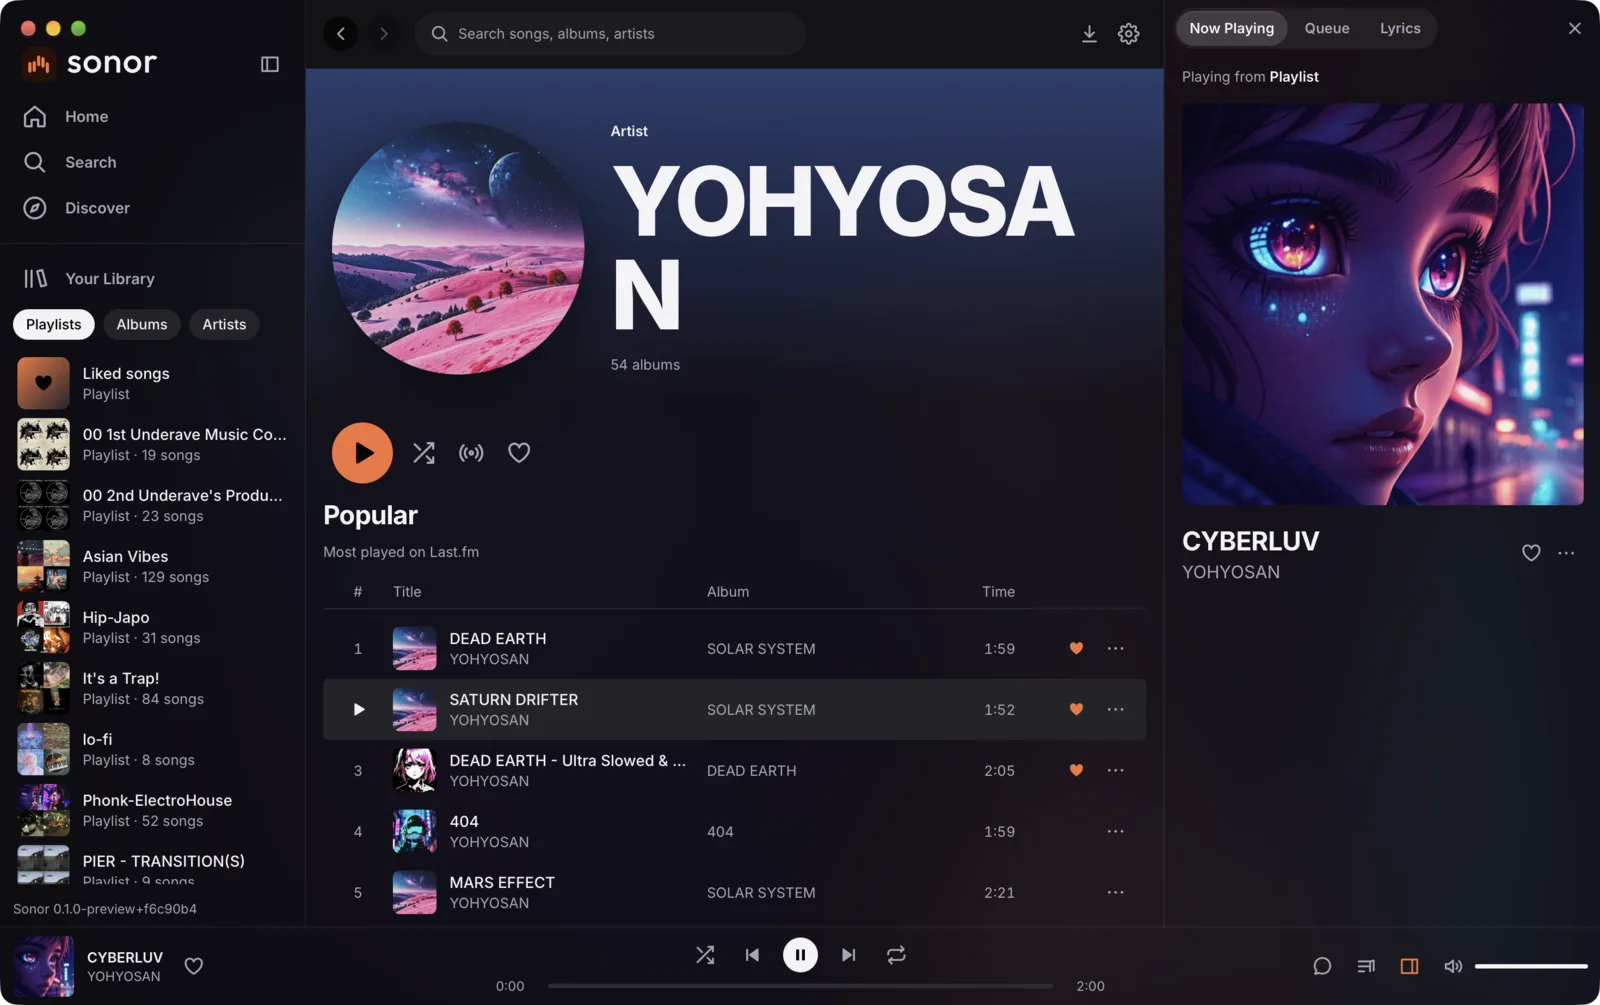 sonor
Home
Search
Discover
Your Library
Playlists
Albums
Artists
Liked songs
Playlist
00 1st Underave Music Co...
Playlist · 19 songs
00 2nd Underave's Produ...
Playlist · 23 songs
Asian Vibes
Playlist · 129 songs
Hip-Japo
Playlist · 31 songs
It's a Trap!
Playlist · 84 songs
lo-fi
Playlist · 8 songs
Phonk-ElectroHouse
Playlist · 52 songs
PIER - TRANSITION(S)
Playlist · 9 songs
Sonor 0.1.0-preview+f6c90b4
Search songs, albums, artists
Artist
YOHYOSA
N
54 albums
Popular
Most played on Last.fm
# Title Album Time
1 DEAD EARTH SOLAR SYSTEM 1:59
YOHYOSAN
SATURN DRIFTER SOLAR SYSTEM 1:52
YOHYOSAN
3 DEAD EARTH - Ultra Slowed & ... DEAD EARTH 2:05
YOHYOSAN
4 404 404 1:59
YOHYOSAN
5 MARS EFFECT SOLAR SYSTEM 2:21
YOHYOSAN
Now Playing Queue Lyrics
Playing from Playlist
CYBERLUV
YOHYOSAN
CYBERLUV
YOHYOSAN
0:00 2:00